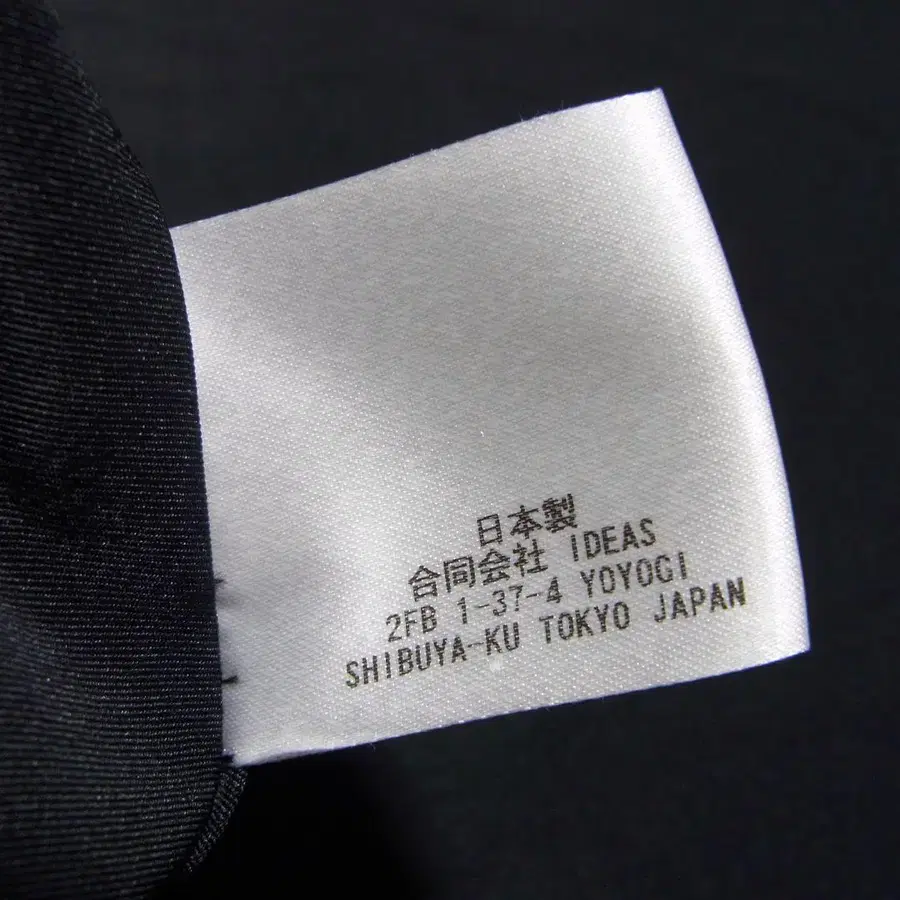 日本製
合同会社 IDEAS
2FB 1-37-4 YOYOGI
SHIBUYA-KU TOKYO JAPAN